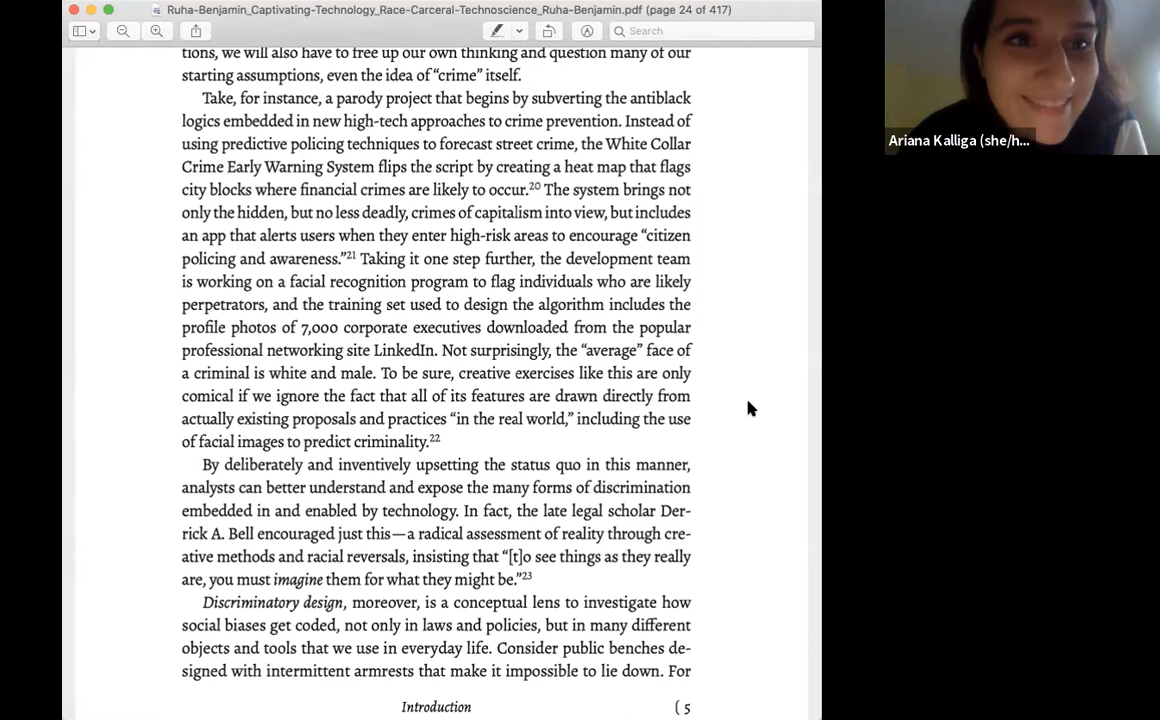 Ruha-Benjamin_Captivating-Technology_Race-Carceral-Technoscience_Ruha-Benjamin.pdf (page 24 of 417)
Search
tions, we will also have to free up our own thinking and question many of our
starting assumptions, even the idea of “crime” itself.
Take, for instance, a parody project that begins by subverting the antiblack
logics embedded in new high-tech approaches to crime prevention. Instead of
using predictive policing techniques to forecast street crime, the White Collar
Crime Early Warning System flips the script by creating a heat map that flags
city blocks where financial crimes are likely to occur.20 The system brings not
only the hidden, but no less deadly, crimes of capitalism into view, but includes
an app that alerts users when they enter high-risk areas to encourage “citizen
policing and awareness.”21 Taking it one step further, the development team
is working on a facial recognition program to flag individuals who are likely
perpetrators, and the training set used to design the algorithm includes the
profile photos of 7,000 corporate executives downloaded from the popular
professional networking site LinkedIn. Not surprisingly, the “average” face of
a criminal is white and male. To be sure, creative exercises like this are only
comical if we ignore the fact that all of its features are drawn directly from
actually existing proposals and practices “in the real world,” including the use
of facial images to predict criminality.22
By deliberately and inventively upsetting the status quo in this manner,
analysts can better understand and expose the many forms of discrimination
embedded in and enabled by technology. In fact, the late legal scholar Der-
rick A. Bell encouraged just this—a radical assessment of reality through cre-
ative methods and racial reversals, insisting that “[t]o see things as they really
are, you must imagine them for what they might be.”23
Discriminatory design, moreover, is a conceptual lens to investigate how
social biases get coded, not only in laws and policies, but in many different
objects and tools that we use in everyday life. Consider public benches de-
signed with intermittent armrests that make it impossible to lie down. For
Introduction ( 5
Ariana Kalliga (she/h...